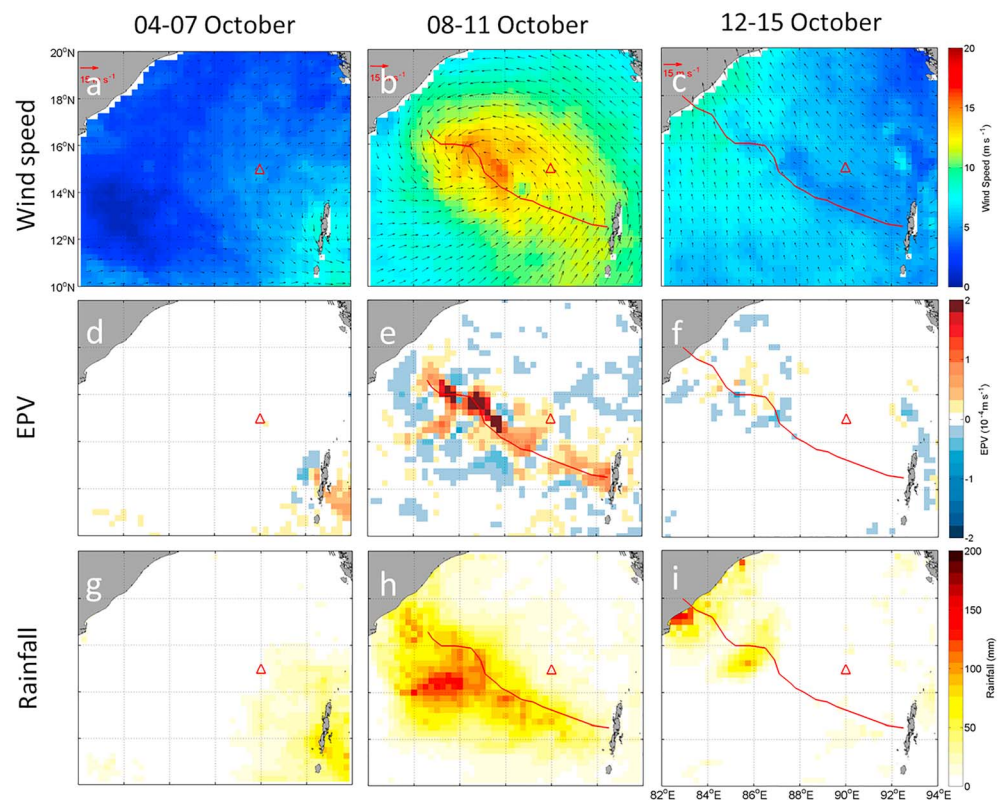 04-07 October 08-11 October 12-15 October
Wind speed
20°N
18°N
16°N
14°N
12°N
10°N
15 m s⁻¹
a
15 m s⁻¹
b
15 m s⁻¹
c
20
15
10
5
0
Wind Speed (m s⁻¹)
EPV
d
e
f
2
1
0
-1
-2
EPV (10⁻⁴ m s⁻¹)
Rainfall
g
h
i
200
150
100
50
0
Rainfall (mm)
82°E 84°E 86°E 88°E 90°E 92°E 94°E